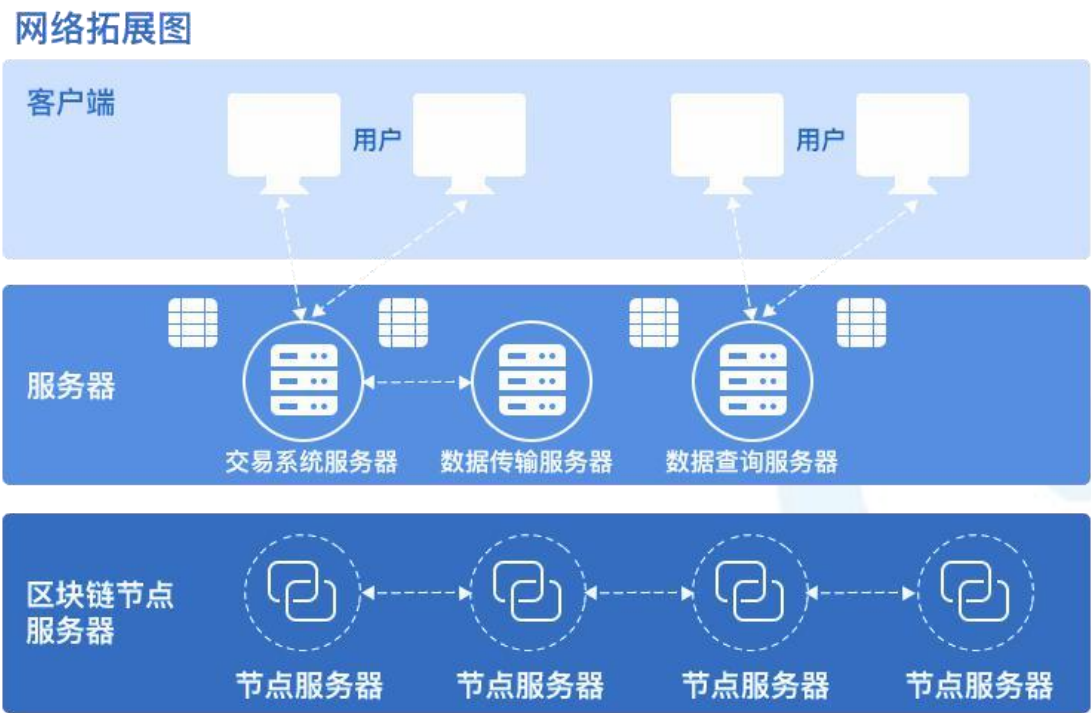 网络拓展图
客户端
用户
用户
服务器
交易系统服务器
数据传输服务器
数据查询服务器
区块链节点
服务器
节点服务器
节点服务器
节点服务器
节点服务器